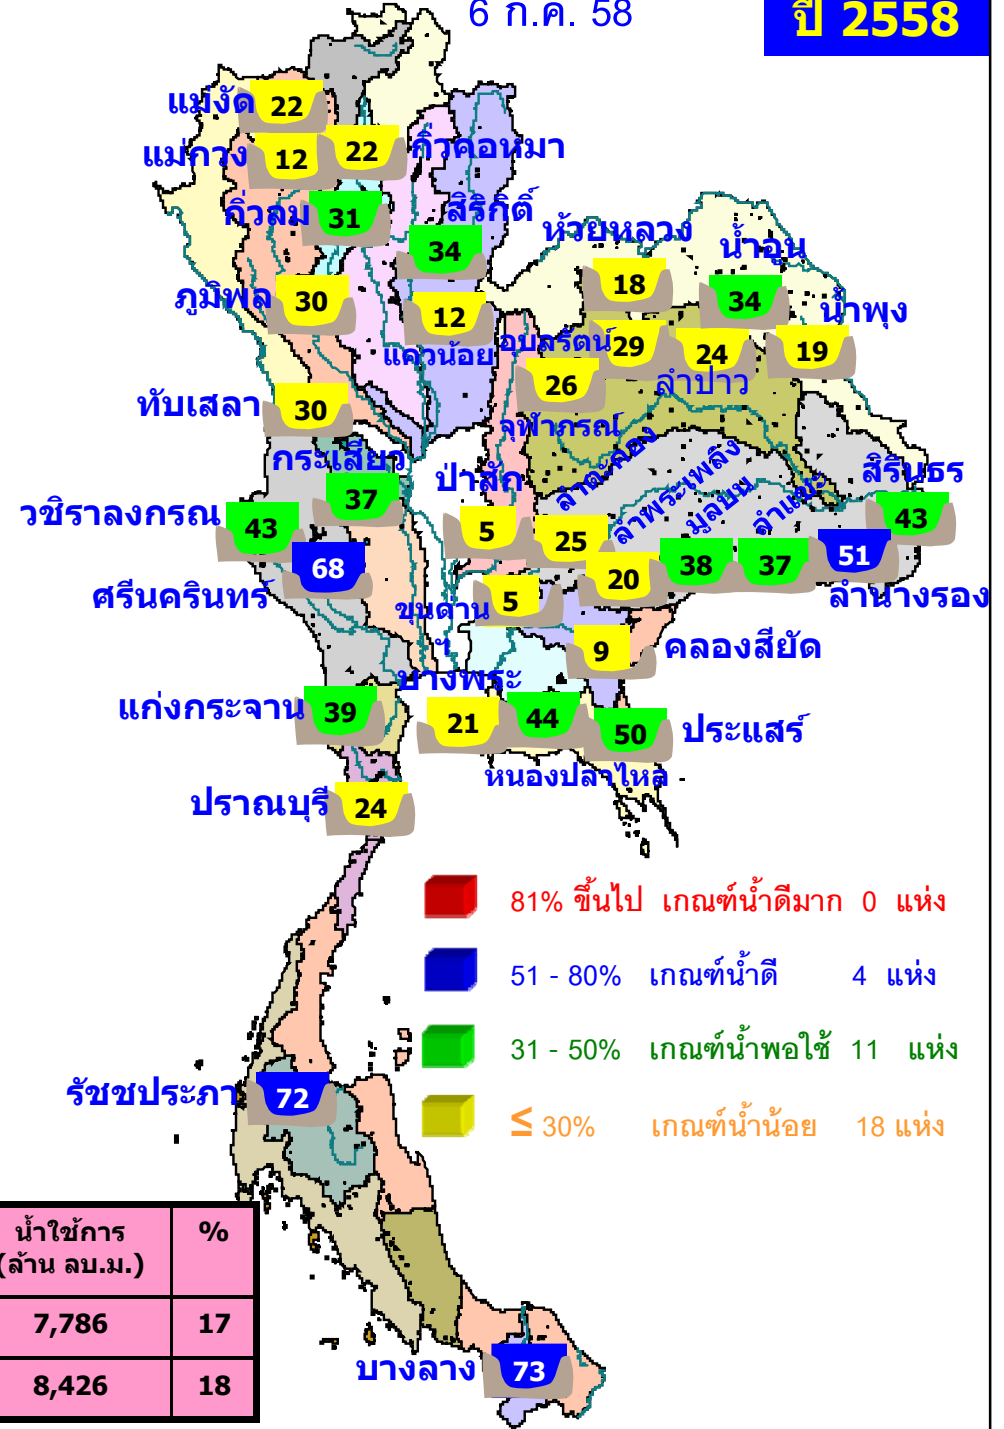 6 ก.ค. 58
ปี 2558
แม่งัด 22
แม่กวง 12
22 กิ่วคอหมา
กิ่วลม 31
สิริกิติ์
34
ห้วยหลวง
18
น้ำอูน
34
ภูมิพล 30
12
แควน้อย
น้ำพุง
19
อุบลรัตน์ 29
24
ลำปาว
26
จุฬาภรณ์
ทับเสลา 30
กระเสียว
37
ป่าสัก
5
ลำตะคอง
25
ลำพระเพลิง
20
มูลบน
38
ลำแชะ
37
สิรินธร
43
วชิราลงกรณ
43
68
ศรีนครินทร์
51
ลำนางรอง
ขุนด่าน
ฯ
5
9 คลองสียัด
บางพระ
21
แก่งกระจาน 39
44
50 ประแสร์
หนองปลาไหล
ปราณบุรี 24
81% ขึ้นไป เกณฑ์น้ำดีมาก 0 แห่ง
51 - 80% เกณฑ์น้ำดี 4 แห่ง
31 - 50% เกณฑ์น้ำพอใช้ 11 แห่ง
≤ 30% เกณฑ์น้ำน้อย 18 แห่ง
รัชชประภา 72
น้ำใช้การ %
(ล้าน ลบ.ม.)
7,786 17
8,426 18
บางลาง 73